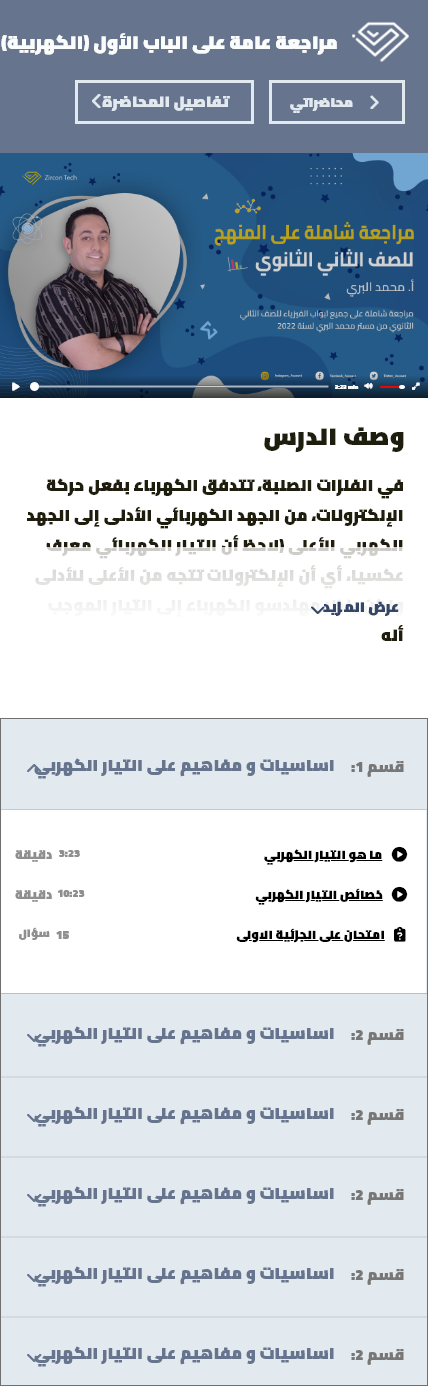 مراجعة عامة على الباب الأول (الكهربية)
محاضراتي
تفاصيل المحاضرة
Zircon Tech
مراجعة شاملة على المنهج
للصف الثاني الثانوي
أ. محمد البري
مراجعة شاملة على جميع ابواب الفيزياء للصف الثاني
الثانوي من مستر محمد البري لسنة 2022
وصف الدرس
في الفلزات الصلبة، تتدفق الكهرباء بفعل حركة
الإلكترونات، من الجهد الكهربائي الأدنى إلى الجهد
الكهربي الأعلى (لاحظ أن التيار الكهربائي معرف
عكسيا، أي أن الإلكترونات تتجه من الأعلى للأدنى
مهندسو الكهرباء إلى التيار الموجب
عرض المزيد
أله
قسم 1: اساسيات و مفاهيم على التيار الكهربي
ما هو التيار الكهربي 3:23 دقيقة
خصائص التيار الكهربي 10:23 دقيقة
امتحان على الجزئية الاولى 15 سؤال
قسم 2: اساسيات و مفاهيم على التيار الكهربي
قسم 2: اساسيات و مفاهيم على التيار الكهربي
قسم 2: اساسيات و مفاهيم على التيار الكهربي
قسم 2: اساسيات و مفاهيم على التيار الكهربي
قسم 2: اساسيات و مفاهيم على التيار الكهربي